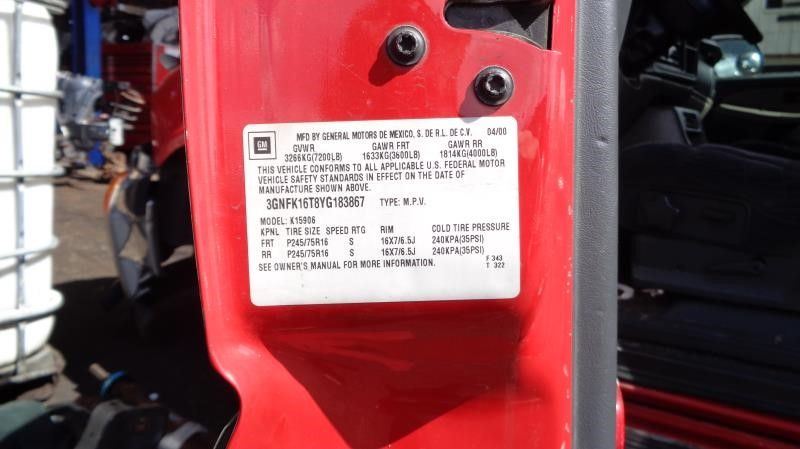 MFD BY GENERAL MOTORS DE MEXICO, S. DE R.L. DE C.V. 04/00
GM GVWR GAWR FRT GAWR RR
3266KG(7200LB) 1633KG(3600LB) 1814KG(4000LB)
THIS VEHICLE CONFORMS TO ALL APPLICABLE U.S. FEDERAL MOTOR
VEHICLE SAFETY STANDARDS IN EFFECT ON THE DATE OF
MANUFACTURE SHOWN ABOVE.
3GNFK16T8YG183867 TYPE: M.P.V.
MODEL: K15906
KPNL TIRE SIZE SPEED RTG RIM COLD TIRE PRESSURE
FRT P245/75R16 S 16X7/6.5J 240KPA(35PSI)
RR P245/75R16 S 16X7/6.5J 240KPA(35PSI)
SEE OWNER'S MANUAL FOR MORE INFORMATION. F 343
T 322